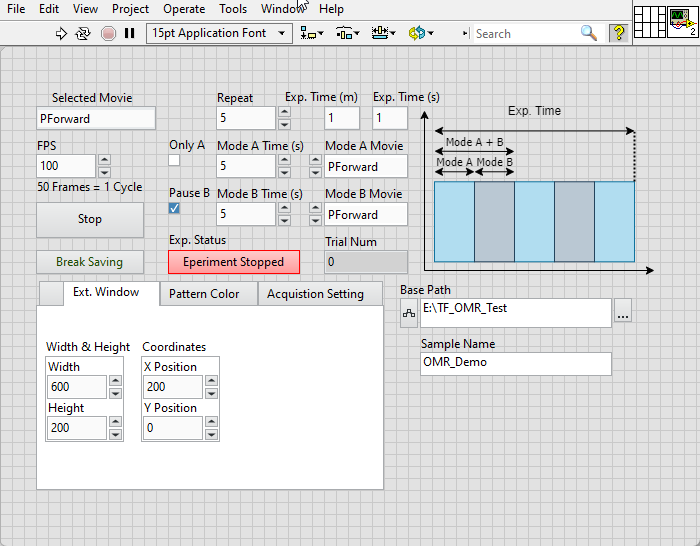 File Edit View Project Operate Tools Window Help
15pt Application Font
Search
?
2
Selected Movie
PForward
Repeat
5
Exp. Time (m)
1
Exp. Time (s)
1
FPS
100
50 Frames = 1 Cycle
Only A
Mode A Time (s)
5
Mode A Movie
PForward
Pause B
Mode B Time (s)
5
Mode B Movie
PForward
Stop
Exp. Status
Eperiment Stopped
Trial Num
0
Break Saving
Exp. Time
Mode A + B
Mode A Mode B
Ext. Window
Pattern Color
Acquistion Setting
Width & Height
Width
600
Height
200
Coordinates
X Position
200
Y Position
0
Base Path
E:\TF_OMR_Test
...
Sample Name
OMR_Demo